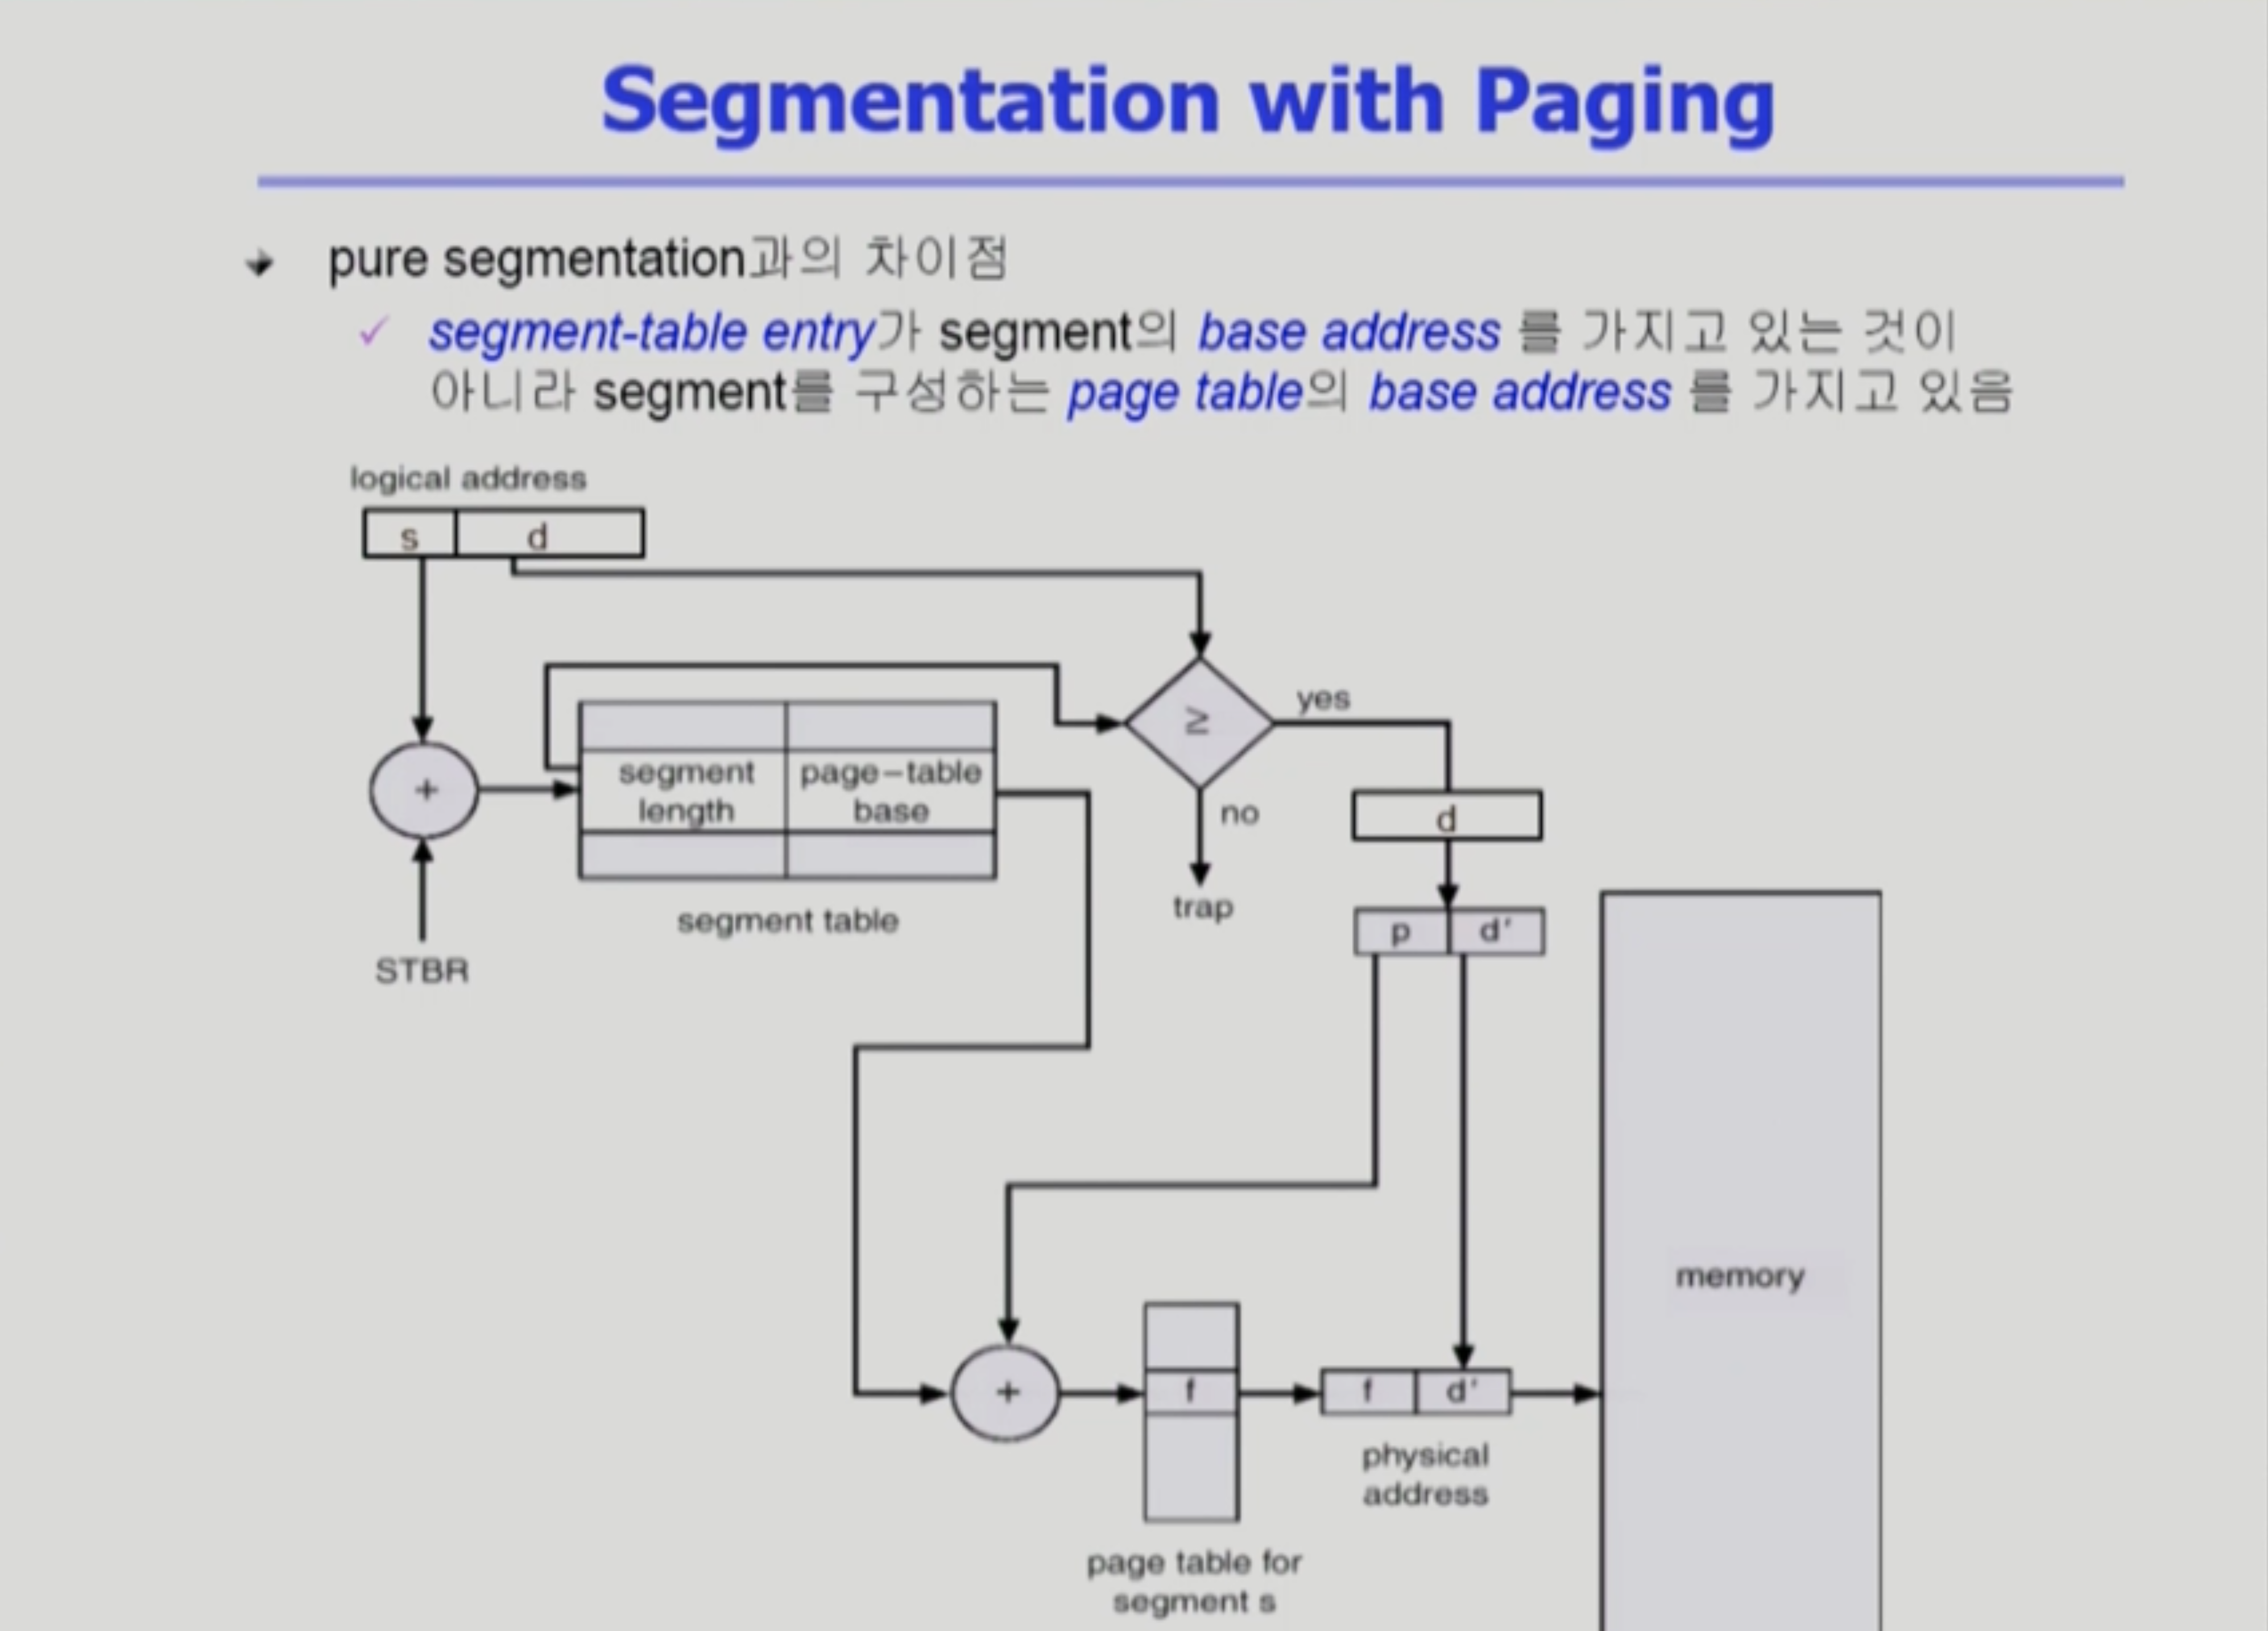 Segmentation with Paging
pure segmentation과의 차이점
segment-table entry가 segment의 base address 를 가지고 있는 것이
아니라 segment를 구성하는 page table의 base address 를 가지고 있음
logical address
s d
≥
yes
no
trap
+
segment
length
page-table
base
segment table
STBR
d
p d'
memory
+
f
f d'
physical
address
page table for
segment s